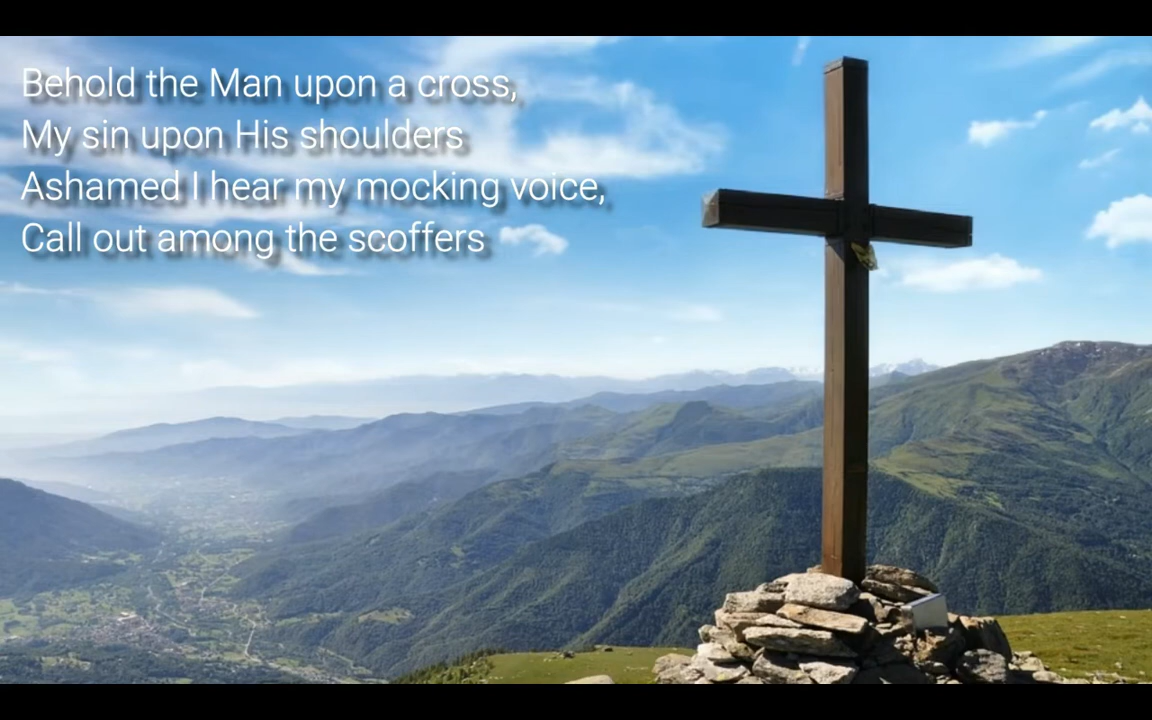 Behold the Man upon a cross,
My sin upon His shoulders
Ashamed I hear my mocking voice,
Call out among the scoffers